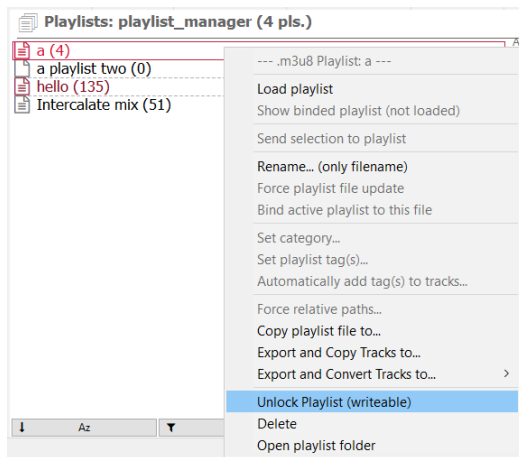 Playlists: playlist_manager (4 pls.)
a (4)
a playlist two (0)
hello (135)
Intercalate mix (51)
--- .m3u8 Playlist: a ---
Load playlist
Show binded playlist (not loaded)
Send selection to playlist
Rename... (only filename)
Force playlist file update
Bind active playlist to this file
Set category...
Set playlist tag(s)...
Automatically add tag(s) to tracks...
Force relative paths...
Copy playlist file to...
Export and Copy Tracks to...
Export and Convert Tracks to...
Unlock Playlist (writeable)
Delete
Open playlist folder
Az